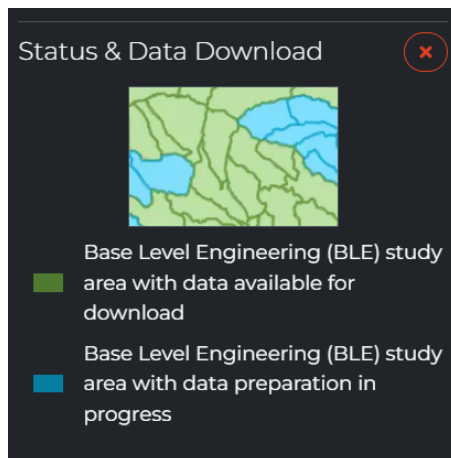 Status & Data Download
Base Level Engineering (BLE) study
area with data available for
download
Base Level Engineering (BLE) study
area with data preparation in
progress